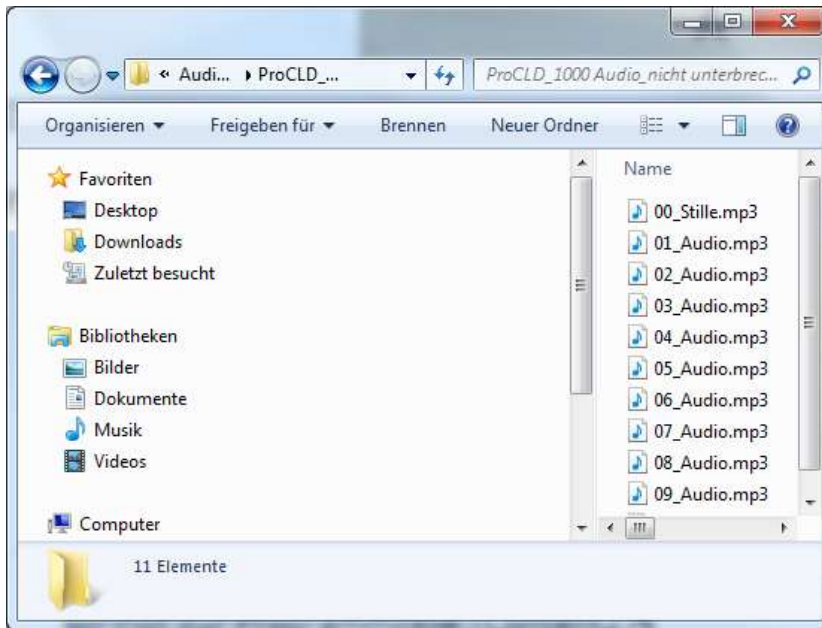 « Audi... ▸ ProCLD_...
ProCLD_1000 Audio_nicht unterbrec...
Organisieren Freigeben für Brennen Neuer Ordner
Favoriten
Desktop
Downloads
Zuletzt besucht
Bibliotheken
Bilder
Dokumente
Musik
Videos
Computer
Name
00_Stille.mp3
01_Audio.mp3
02_Audio.mp3
03_Audio.mp3
04_Audio.mp3
05_Audio.mp3
06_Audio.mp3
07_Audio.mp3
08_Audio.mp3
09_Audio.mp3
11 Elemente